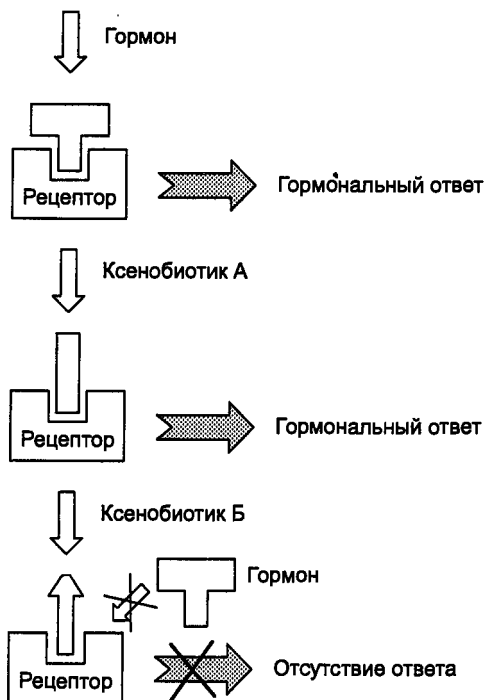 Гормон
Рецептор
Гормональный ответ
Ксенобиотик А
Рецептор
Гормональный ответ
Ксенобиотик Б
Гормон
Рецептор
Отсутствие ответа